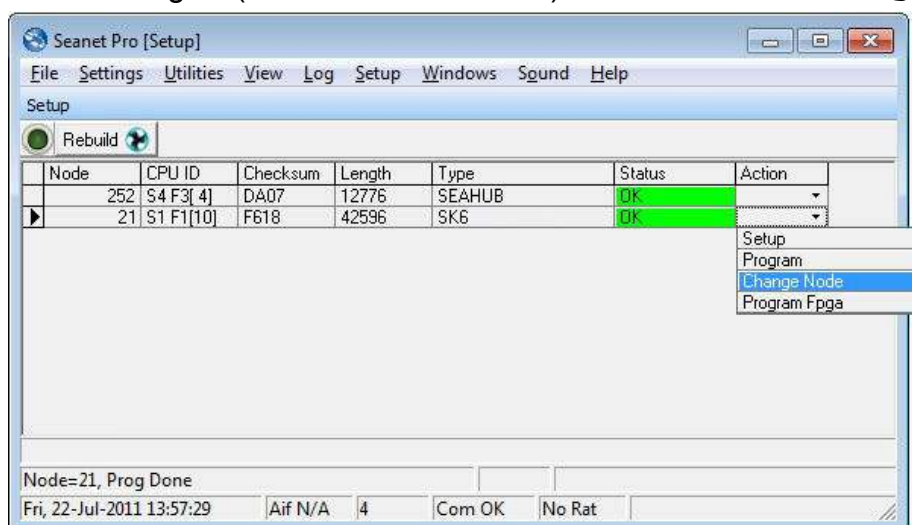 Seanet Pro [Setup]
File Settings Utilities View Log Setup Windows Sound Help
Setup
Rebuild
Node CPU ID Checksum Length Type Status Action
252 S4 F3[ 4] DA07 12776 SEAHUB OK
21 S1 F1[10] F618 42596 SK6 OK
Setup
Program
Change Node
Program Fpga
Node=21, Prog Done
Fri, 22-Jul-2011 13:57:29 Aif N/A 4 Com OK No Rat